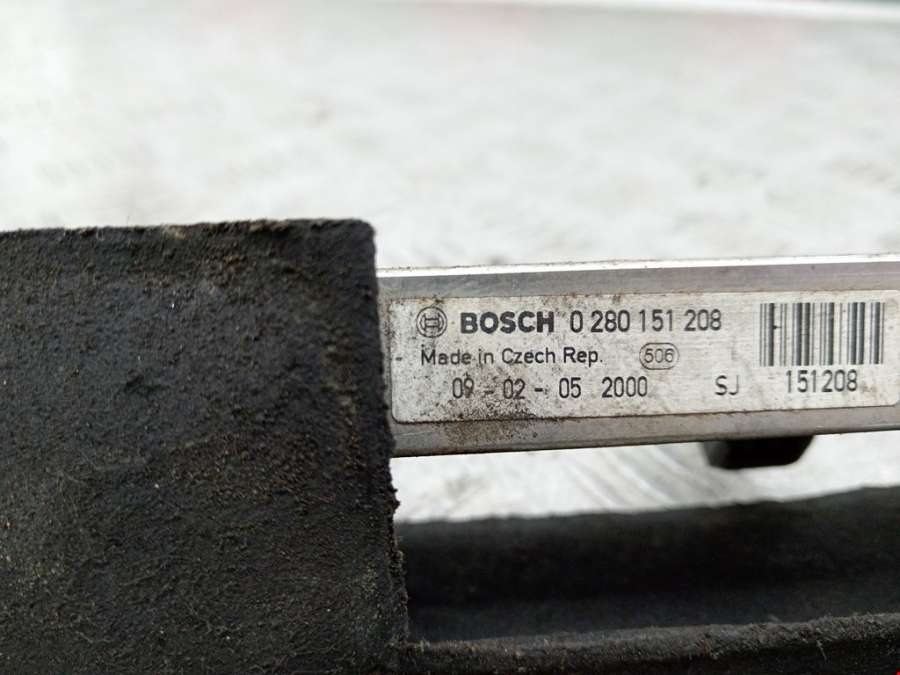 BOSCH 0 280 151 208
Made in Czech Rep. 506
09 - 02 - 05 2000 SJ 151208